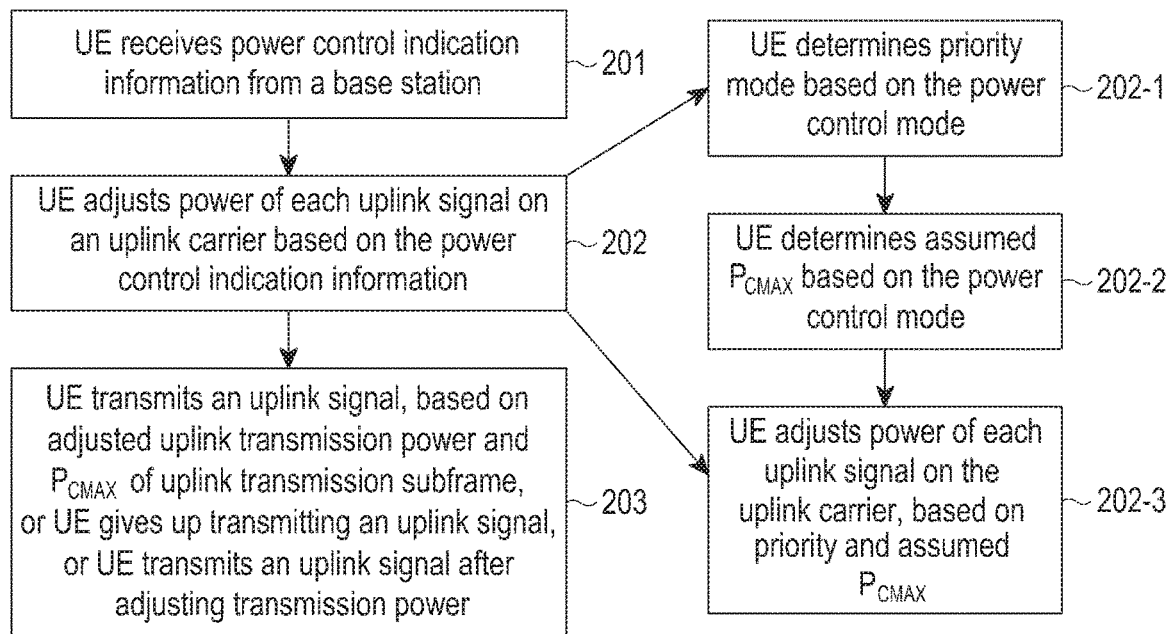 UE receives power control indication
information from a base station
201
UE adjusts power of each uplink signal on
an uplink carrier based on the power
control indication information
202
UE transmits an uplink signal, based on
adjusted uplink transmission power and
P_CMAX of uplink transmission subframe,
or UE gives up transmitting an uplink signal,
or UE transmits an uplink signal after
adjusting transmission power
203
UE determines priority
mode based on the power
control mode
202-1
UE determines assumed
P_CMAX based on the power
control mode
202-2
UE adjusts power of each
uplink signal on the
uplink carrier, based on
priority and assumed
P_CMAX
202-3